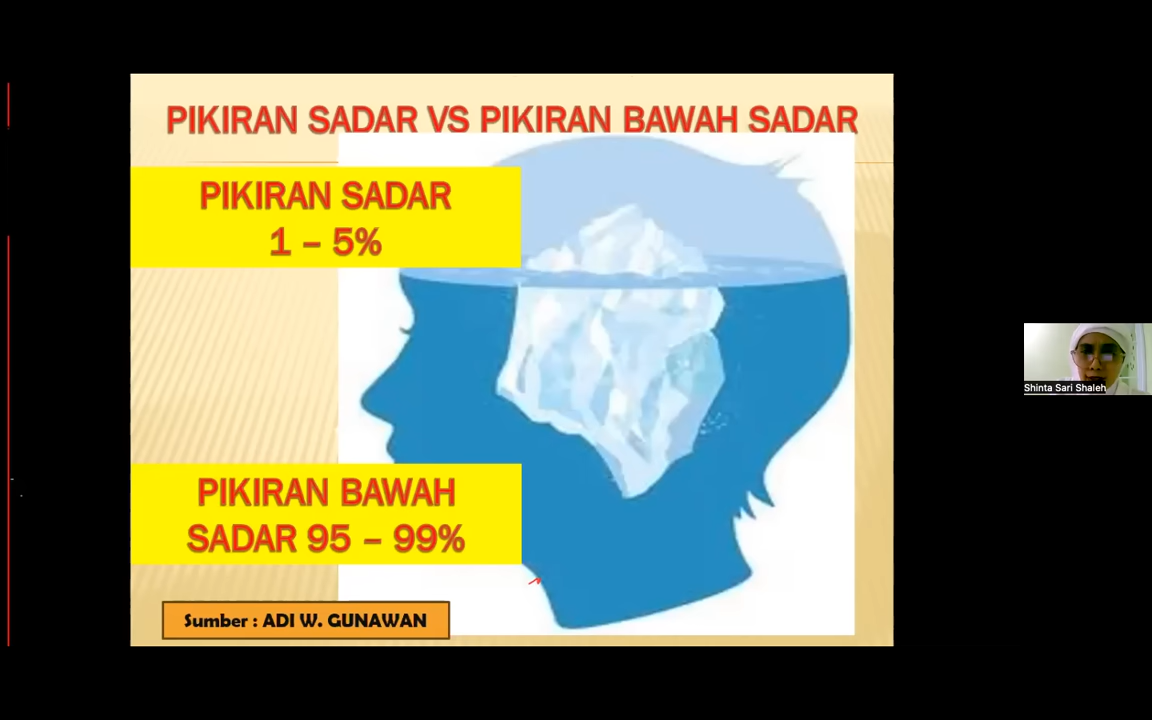 PIKIRAN SADAR VS PIKIRAN BAWAH SADAR
PIKIRAN SADAR
1 – 5%
PIKIRAN BAWAH
SADAR 95 – 99%
Sumber : ADI W. GUNAWAN
Shinta Sari Shaleh